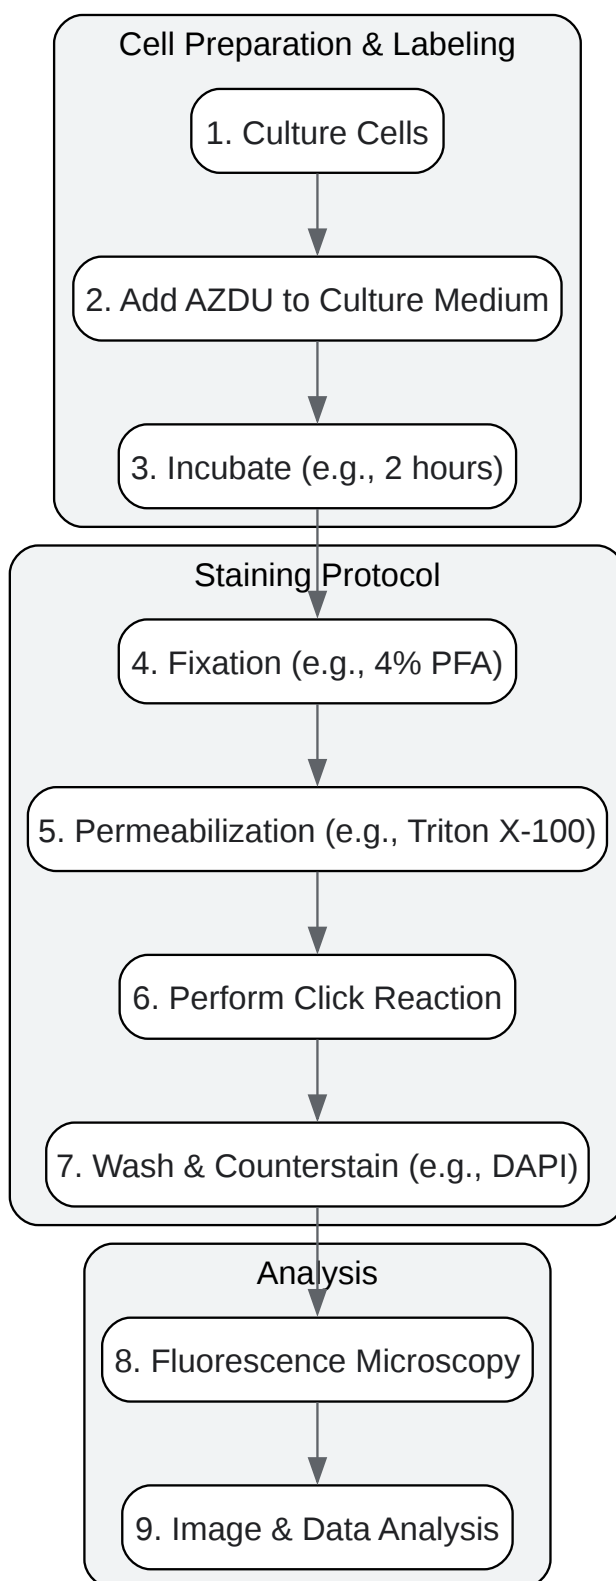 Cell Preparation & Labeling
1. Culture Cells
2. Add AZDU to Culture Medium
3. Incubate (e.g., 2 hours)
Staining Protocol
4. Fixation (e.g., 4% PFA)
5. Permeabilization (e.g., Triton X-100)
6. Perform Click Reaction
7. Wash & Counterstain (e.g., DAPI)
Analysis
8. Fluorescence Microscopy
9. Image & Data Analysis